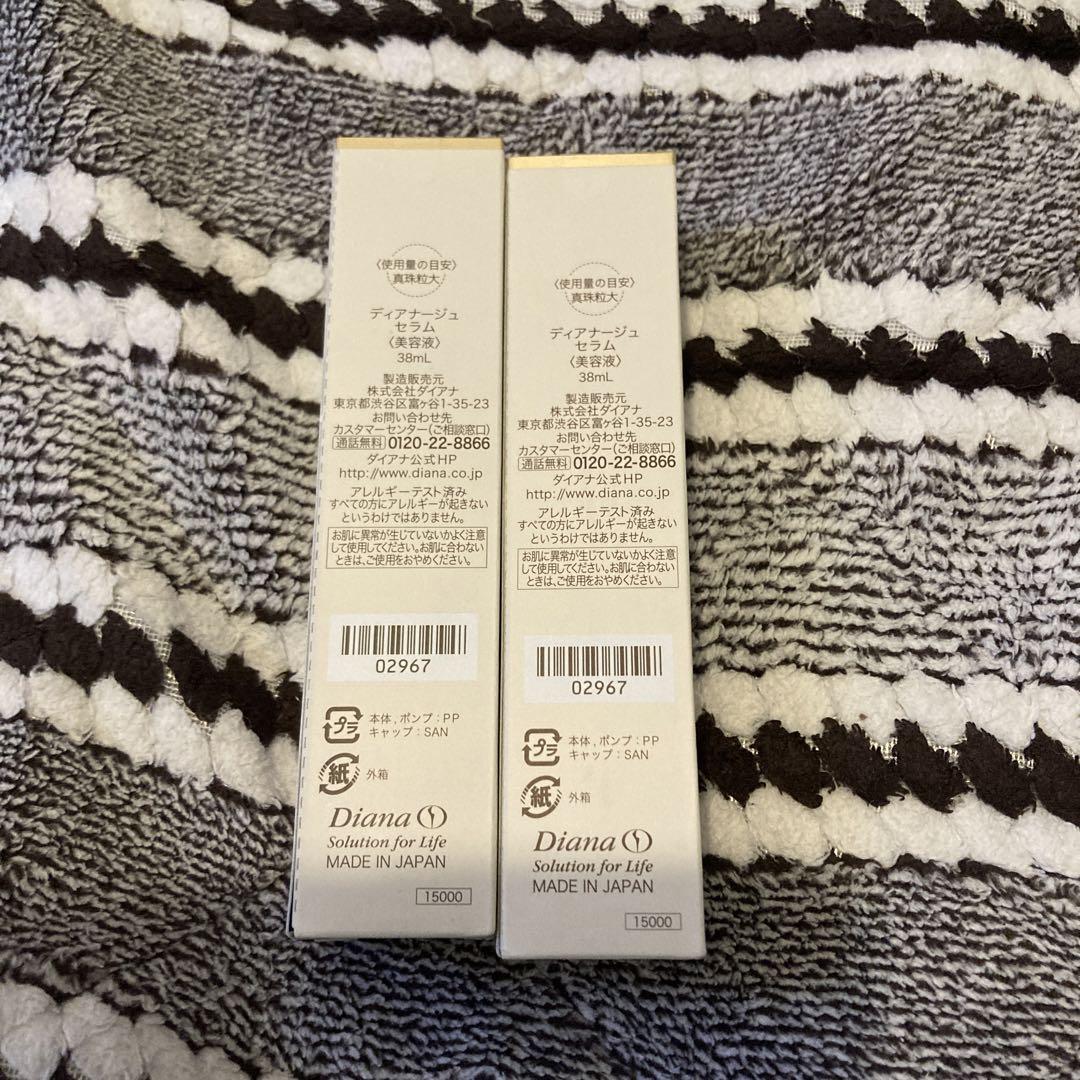 〈使用量の目安〉
真珠粒大
ディアナージュ
セラム
〈美容液〉
38mL
製造販売元
株式会社ダイアナ
東京都渋谷区富ヶ谷1-35-23
お問い合わせ先
カスタマーセンター(ご相談窓口)
通話無料 0120-22-8866
ダイアナ公式HP
http://www.diana.co.jp
アレルギーテスト済み
すべての方にアレルギーが起きない
というわけではありません。
お肌に異常が生じていないかよく注意
して使用してください。お肌に合わない
ときは、ご使用をおやめください。
02967
プラ
本体，ポンプ：PP
キャップ：SAN
紙 外箱
Diana
Solution for Life
MADE IN JAPAN
15000
〈使用量の目安〉
真珠粒大
ディアナージュ
セラム
〈美容液〉
38mL
製造販売元
株式会社ダイアナ
東京都渋谷区富ヶ谷1-35-23
お問い合わせ先
カスタマーセンター(ご相談窓口)
通話無料 0120-22-8866
ダイアナ公式HP
http://www.diana.co.jp
アレルギーテスト済み
すべての方にアレルギーが起きない
というわけではありません。
お肌に異常が生じていないかよく注意
して使用してください。お肌に合わない
ときは、ご使用をおやめください。
02967
プラ
本体，ポンプ：PP
キャップ：SAN
紙 外箱
Diana
Solution for Life
MADE IN JAPAN
15000